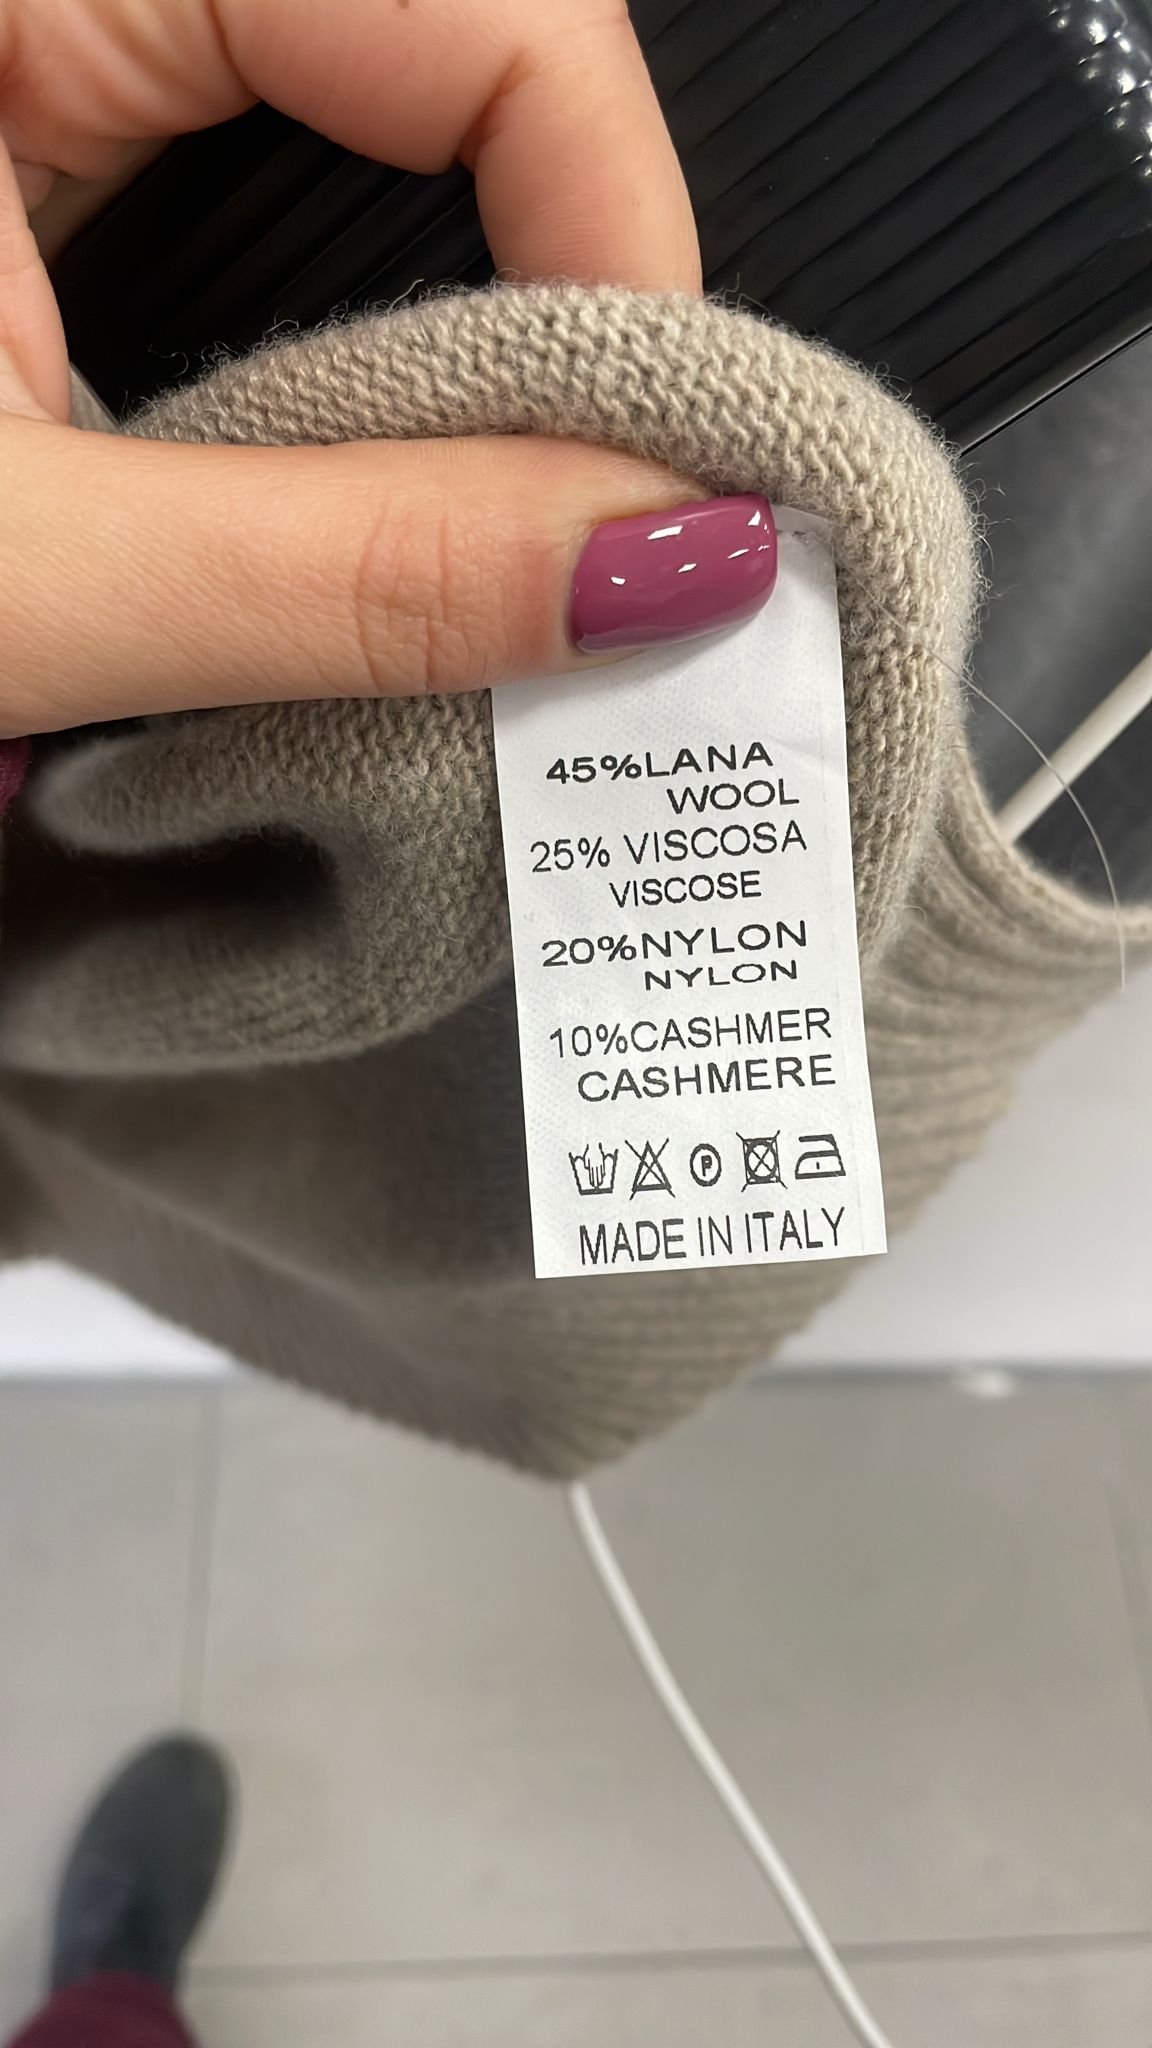 45%LANA
WOOL
25% VISCOSA
VISCOSE
20%NYLON
NYLON
10%CASHMER
CASHMERE
P
MADE IN ITALY